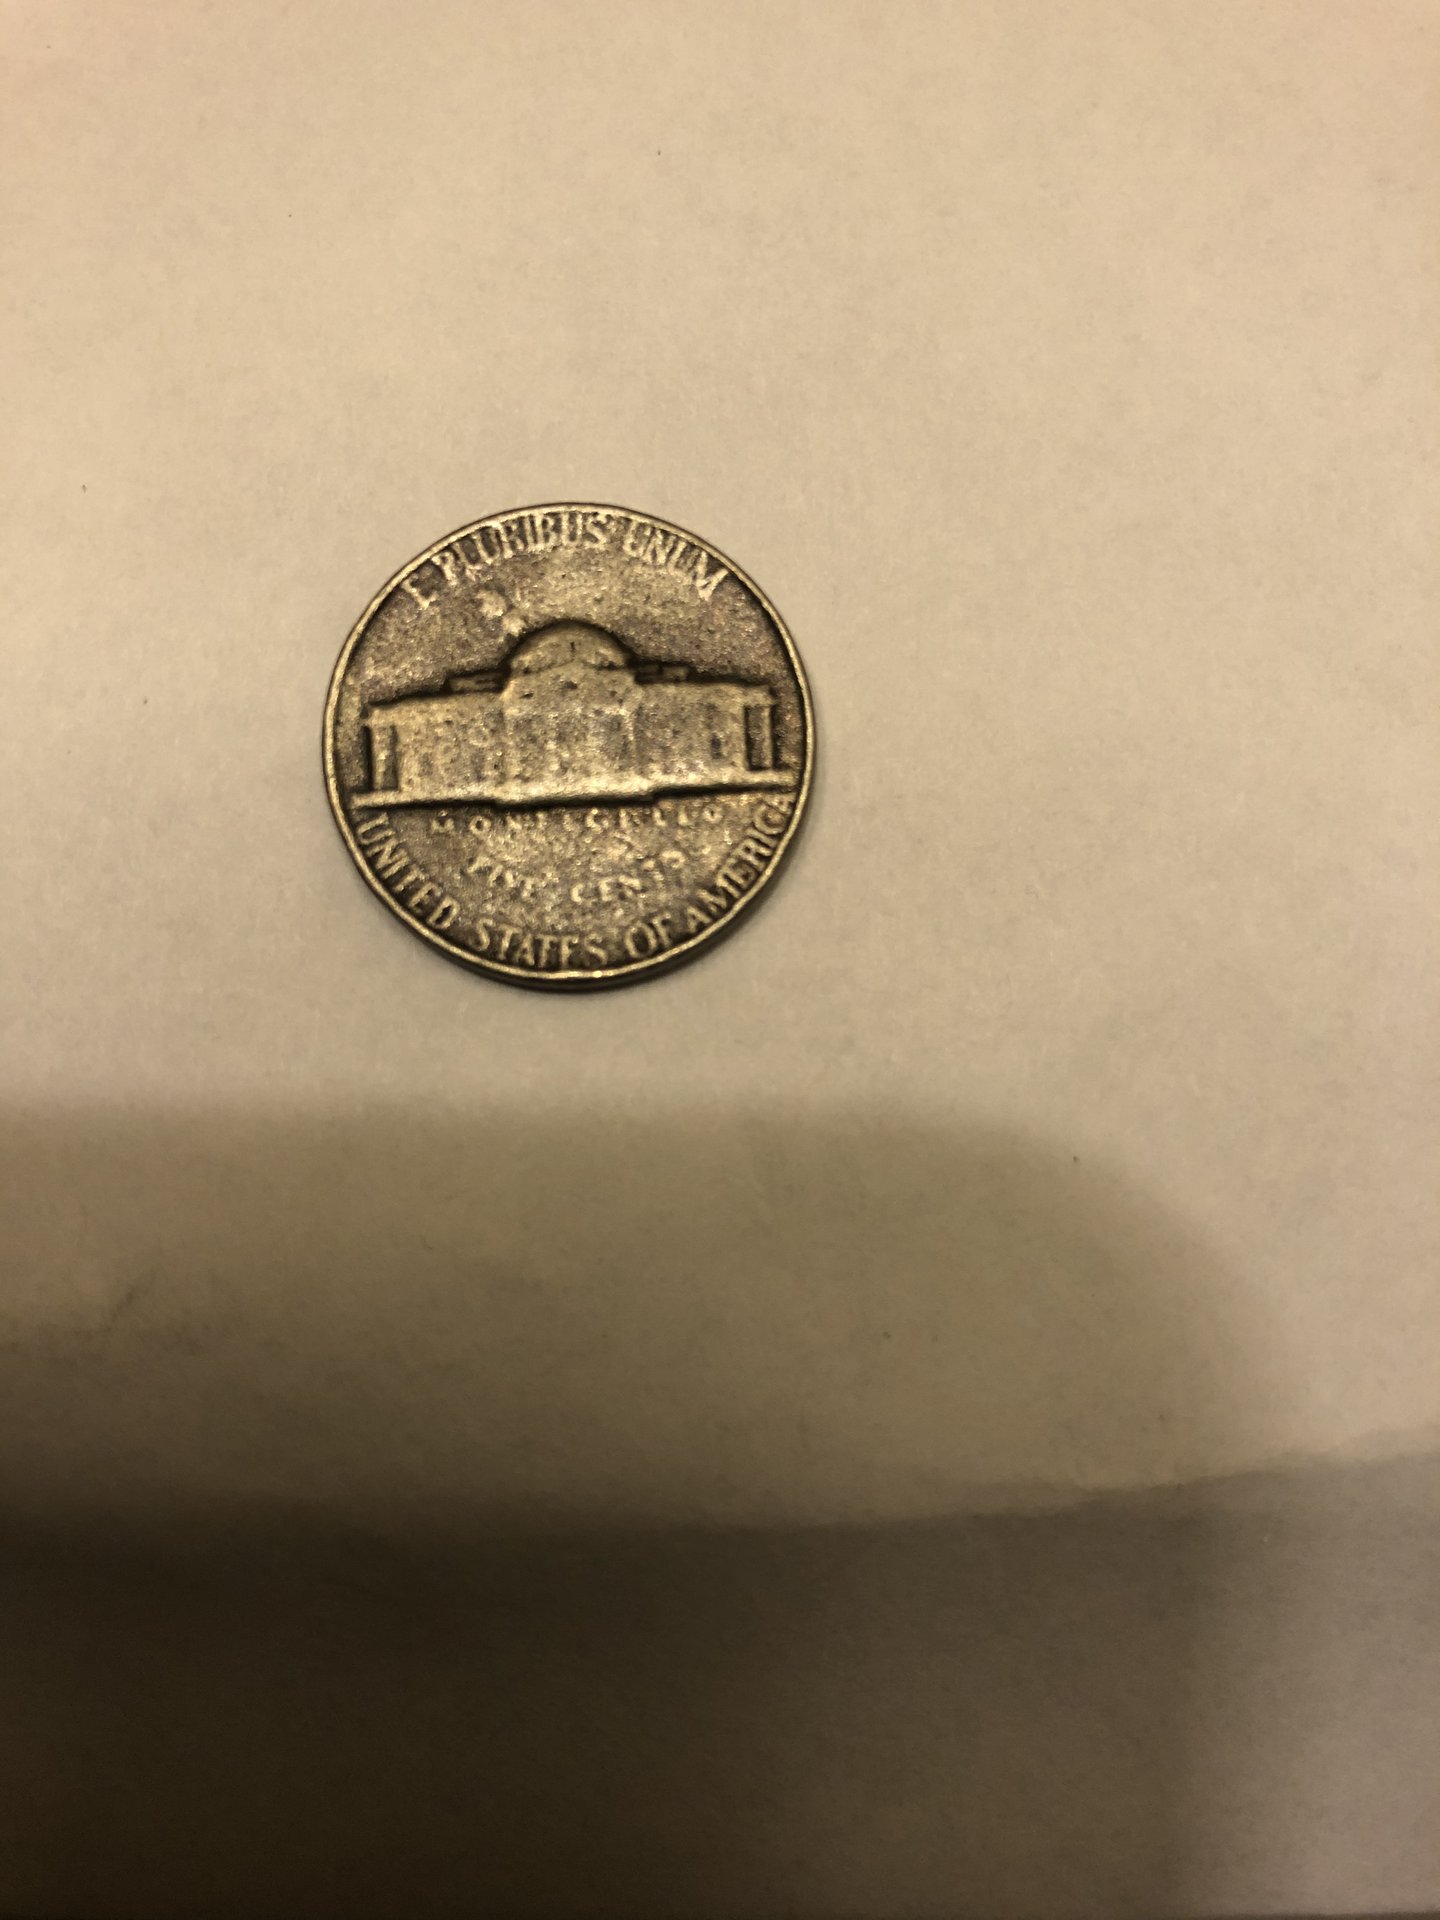 E PLURIBUS UNUM
MONTICELLO
FIVE CENTS
UNITED STATES OF AMERICA